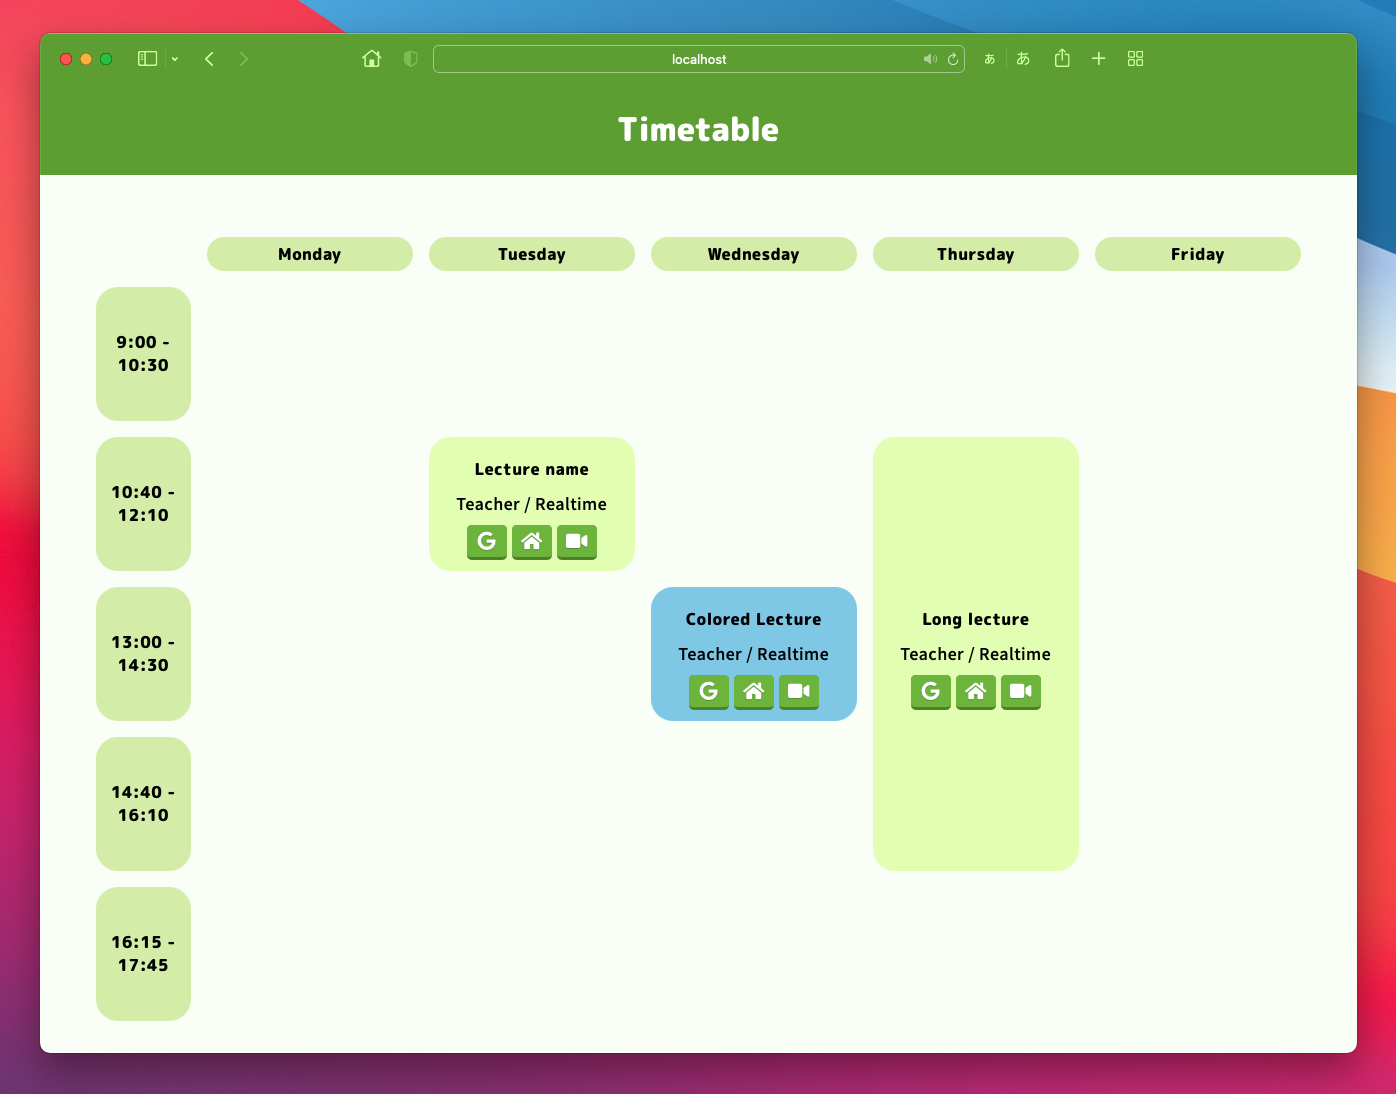 localhost
あ
あ
Timetable
Monday
Tuesday
Wednesday
Thursday
Friday
9:00 -
10:30
10:40 -
12:10
Lecture name
Teacher / Realtime
G
13:00 -
14:30
Colored Lecture
Teacher / Realtime
G
Long lecture
Teacher / Realtime
G
14:40 -
16:10
16:15 -
17:45